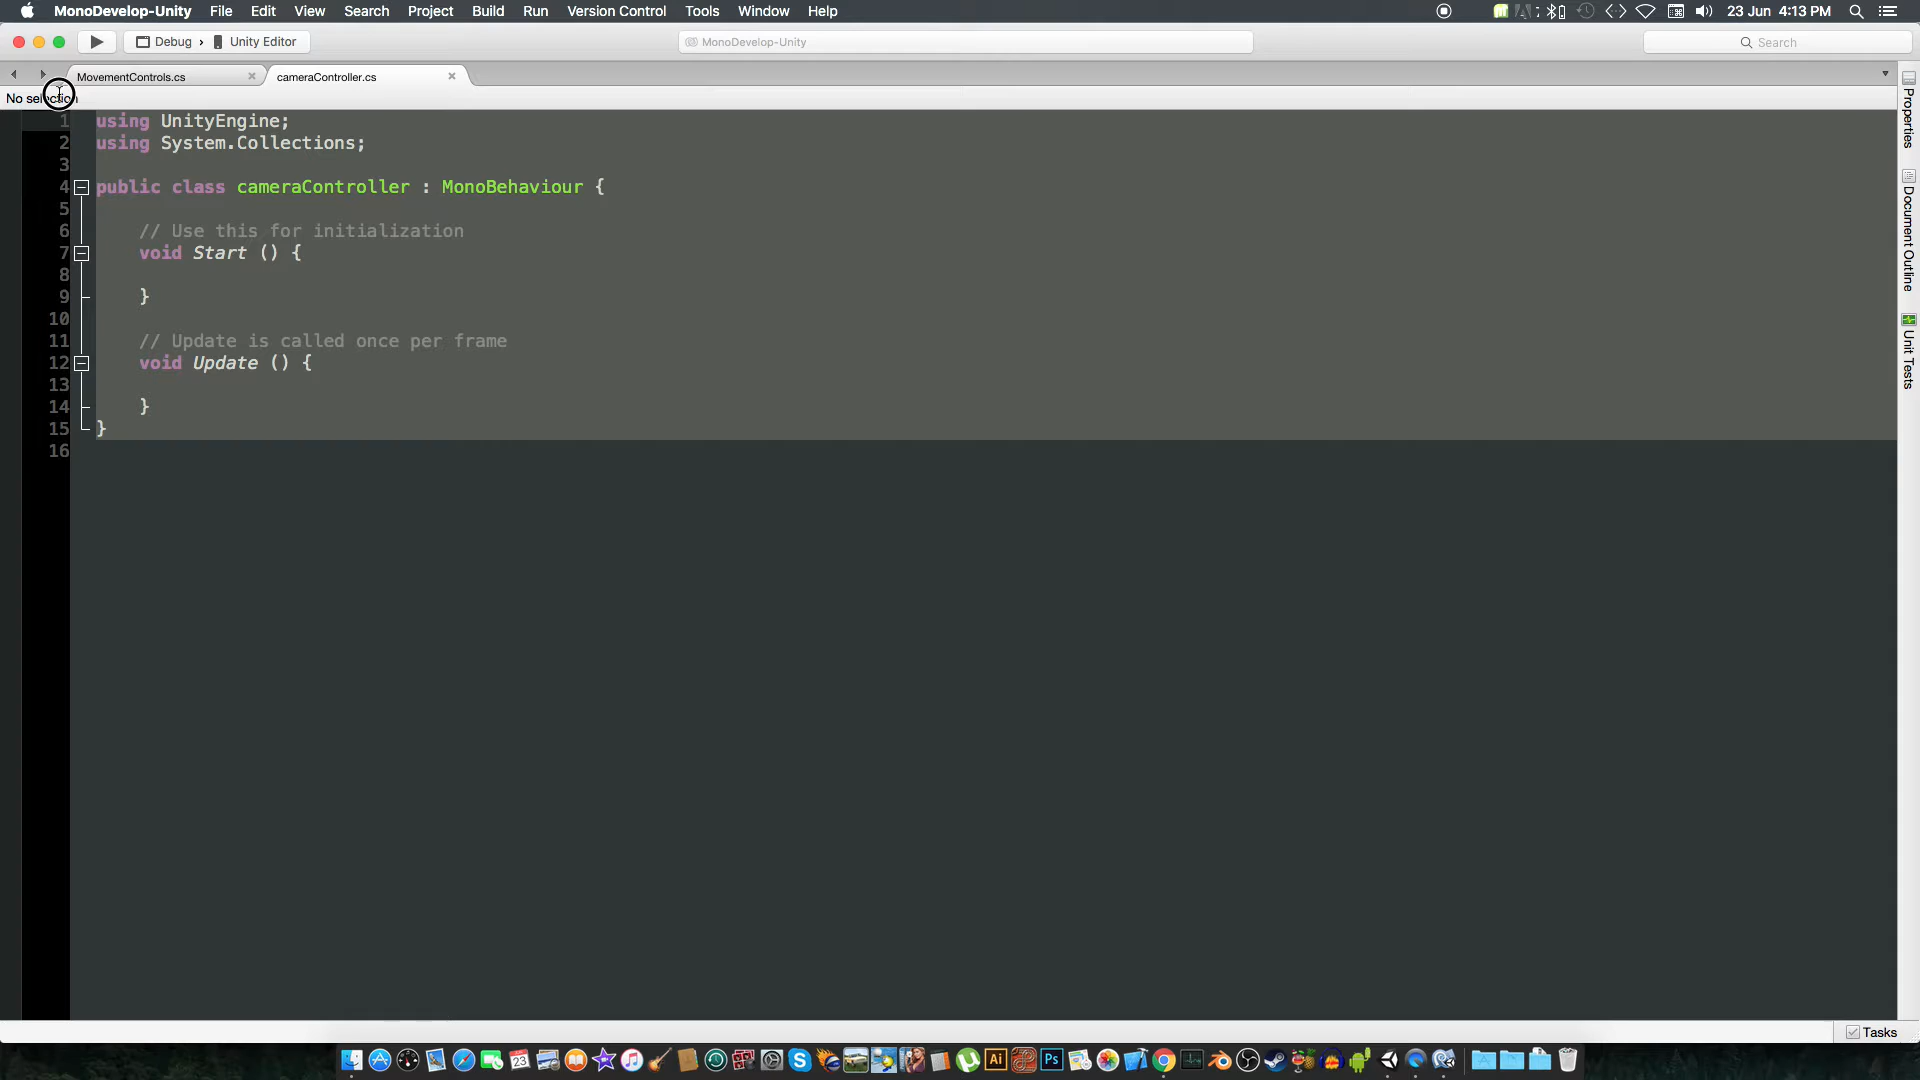 MonoDevelop-Unity File Edit View Search Project Build Run Version Control Tools Window Help 23 Jun 4:13 PM
Debug › Unity Editor MonoDevelop-Unity Search
MovementControls.cs cameraController.cs
No selection
1 using UnityEngine;
2 using System.Collections;
3
4 public class cameraController : MonoBehaviour {
5
6 // Use this for initialization
7 void Start () {
8
9 }
10
11 // Update is called once per frame
12 void Update () {
13
14 }
15 }
16
Properties
Document Outline
Unit Tests
Tasks
23
Ai
Ps